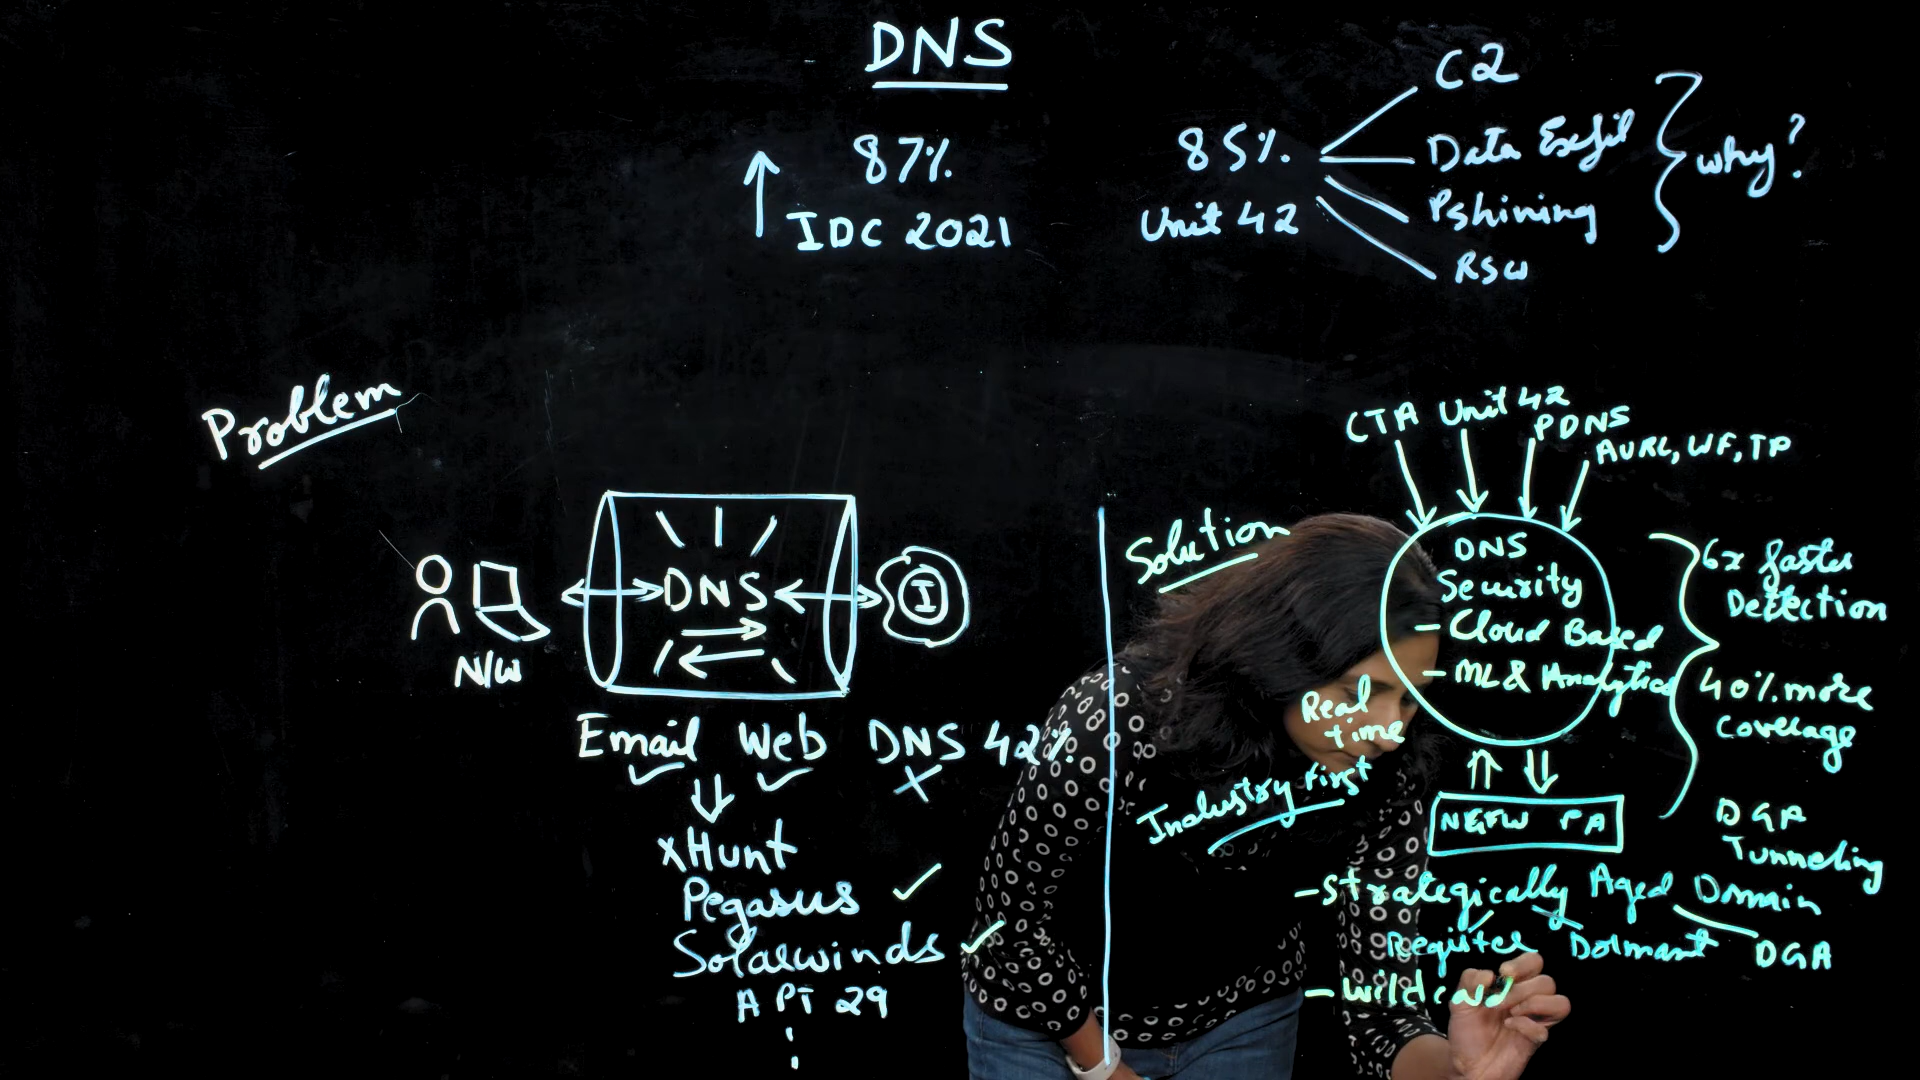 DNS
87%
IDC 2021
85%
Unit 42
C2
Data Exfil
Pshining
RSW
Why?
Problem
N/W
DNS
I
Email Web DNS 42%
xHunt
Pegasus
Solarwinds
APT 29
Solution
CTA Unit 42
PDNS
AURL, WF, TP
DNS
Security
- Cloud Based
- ML & Analytics
Real
time
6x faster
Detection
40% more
coverage
Industry first
NGFW PA
DGA
Tunneling
- Strategically Aged Domain
Register Dormant DGA
- Wildcard